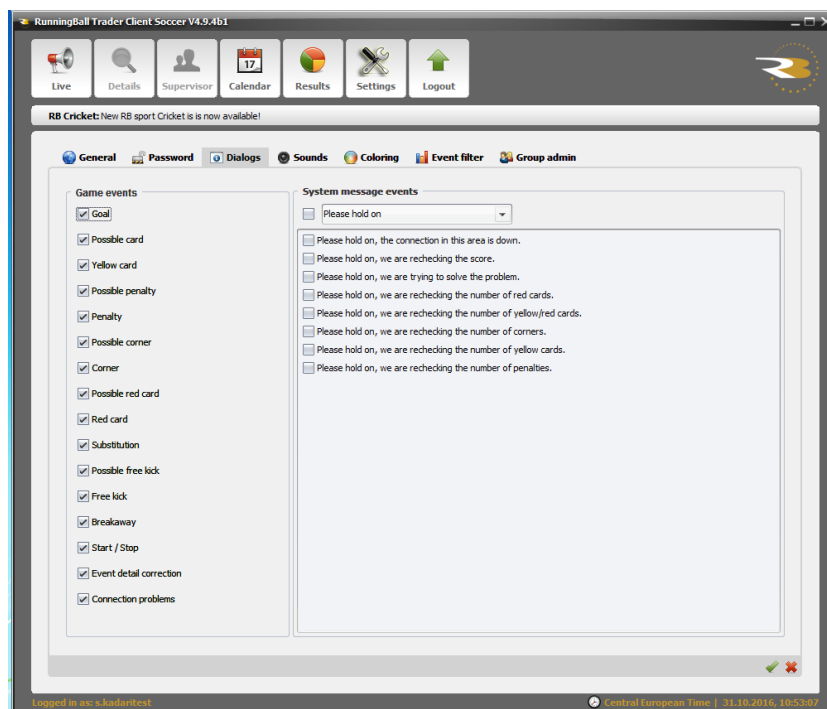 RunningBall Trader Client Soccer V4.9.4b1
Live
Details
Supervisor
17
Calendar
Results
Settings
Logout
RB Cricket: New RB sport Cricket is is now available!
General
Password
Dialogs
Sounds
Coloring
Event filter
Group admin
Game events
Goal
Possible card
Yellow card
Possible penalty
Penalty
Possible corner
Corner
Possible red card
Red card
Substitution
Possible free kick
Free kick
Breakaway
Start / Stop
Event detail correction
Connection problems
System message events
Please hold on
Please hold on, the connection in this area is down.
Please hold on, we are rechecking the score.
Please hold on, we are trying to solve the problem.
Please hold on, we are rechecking the number of red cards.
Please hold on, we are rechecking the number of yellow/red cards.
Please hold on, we are rechecking the number of corners.
Please hold on, we are rechecking the number of yellow cards.
Please hold on, we are rechecking the number of penalties.
Logged in as: s.kadaritest
Central European Time | 31.10.2016, 10:53:07